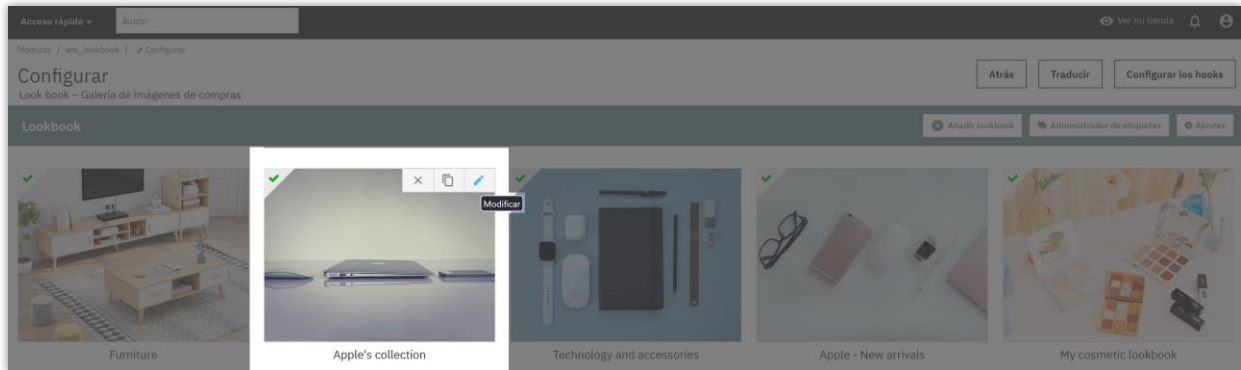 Acceso rápido
Buscar
Ver mi tienda
Módulos / ets_lookbook / Configurar
Configurar
Look book – Galería de imágenes de compras
Atrás
Traducir
Configurar los hooks
Lookbook
Añadir lookbook
Administrador de etiquetas
Ajustes
Modificar
Furniture
Apple's collection
Technology and accessories
Apple - New arrivals
My cosmetic lookbook